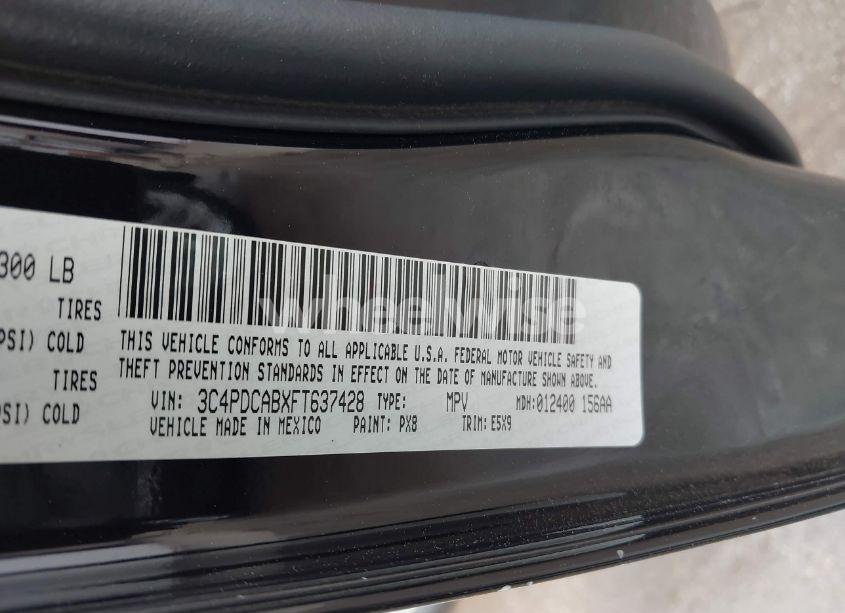 300 LB
TIRES
PSI) COLD
TIRES
PSI) COLD
wheelwise
THIS VEHICLE CONFORMS TO ALL APPLICABLE U.S.A. FEDERAL MOTOR VEHICLE SAFETY AND
THEFT PREVENTION STANDARDS IN EFFECT ON THE DATE OF MANUFACTURE SHOWN ABOVE.
VIN: 3C4PDCABXFT637428 TYPE: MPV MDH:012400 156AA
VEHICLE MADE IN MEXICO PAINT: PX8 TRIM: E5X9